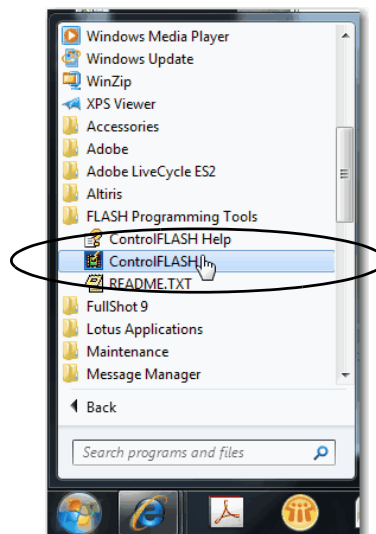 Windows Media Player
Windows Update
WinZip
XPS Viewer
Accessories
Adobe
Adobe LiveCycle ES2
Altiris
FLASH Programming Tools
ControlFLASH Help
ControlFLASH
README.TXT
FullShot 9
Lotus Applications
Maintenance
Message Manager
Back
Search programs and files